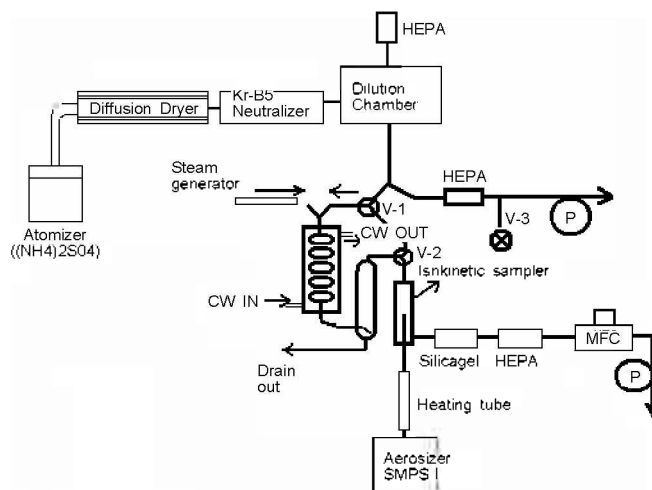 HEPA
Kr-B5
Neutralizer
Diffusion Dryer
Dilution
Chamber
Steam
generator
HEPA
V-1
P
V-3
Atomizer
((NH4)2S04)
CW OUT
V-2
Isnkinetic sampler
CW IN
Drain
out
Silicagel
HEPA
MFC
P
Heating tube
Aerosizer
SMPS I